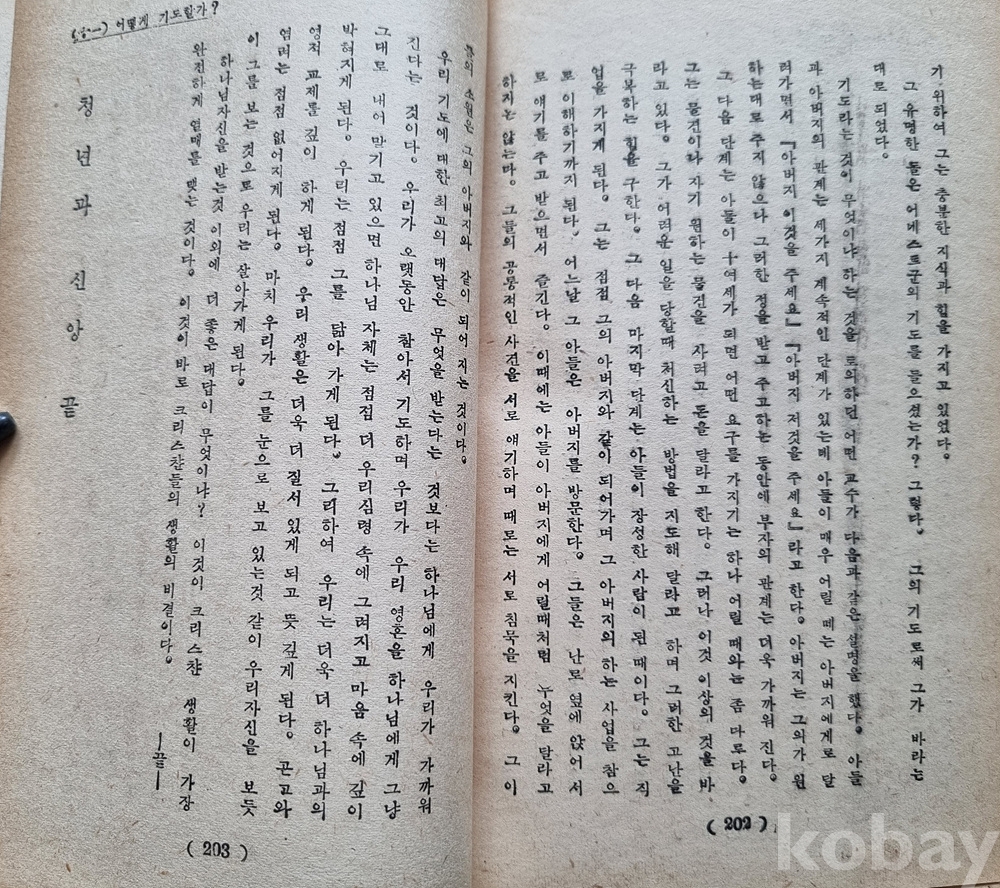 기 위하여 그는 충분한 지식과 힘을 가지고 있었다。
그 유명한 돌은 어베스트군의 기도를 들으셨는가? 그렇다。 그의 기도로써 그가 바라는
대로 되었다。
기도라는 것이 무엇이냐 하는 것을 토의하던 어떤 교수가 다음과 같은 설명을 했다。 아들
과 아버지의 관계는 세가지 계속적인 단계가 있는데 아들이 매우 어릴 때는 아버지에게로 달
려가면서 『아버지 이것을 주세요』『아버지 저것을 주세요』라고 한다。 아버지는 그의가 원
하는대로 주지 않으나 그러한 정을 받고 주고하는 동안에 부자의 관계는 더욱 가까워 진다。
그 다음 단계는 아들이 十여세가 되면 어떤 요구를 가지기는 하나 어릴 때와는 좀 다르다。
그는 물건이나 자기 원하는 물건을 사려고 돈을 달라고 한다。 그러나 이것 이상의 것을 바
라고 있다。 그가 어려운 일을 당할때 처신하는 방법을 지도해 달라고 하며 그러한 고난을
극복하는 힘을 구한다。 그 다음 마지막 단계는 아들이 장성한 사람이 된 때이다。 그는 직
업을 가지게 된다。 그는 점점 그의 아버지와 같이 되어가며 그 아버지의 하는 사업을 참으
로 이해하기까지 된다。 어느날 그 아들은 아버지를 방문한다。 그들은 난로 옆에 앉어 서
로 얘기를 주고 받으면서 즐긴다。 이때에는 아들이 아버지에게 어릴때처럼 누엇을 달라고
하지는 않는다。 그들의 공통적인 사건을 서로 얘기하며 때로는 서로 침묵을 지킨다。 그 이
( 202 )
어떻게 기도할가?
의 소원은 그의 아버지와 같이 되어 지는 것이다。
우리 기도에 대한 최고의 대답은 무엇을 받는다는 것보다는 하나님에게 우리가 가까워
진다는 것이다。 우리가 오랫동안 참아서 기도하며 우리가 우리 영혼을 하나님에게 그냥
그대로 내어 맡기고 있으면 하나님 자체는 점점 더 우리심령 속에 그려지고 마음 속에 깊이
박혀지게 된다。 우리는 점점 그를 닮아 가게 된다。 그리하여 우리는 더욱 더 하나님과의
영적 교제를 깊이 하게 된다。 웅리 생활은 더욱 더 질서 있게 되고 뜻 깊게 된다。 곤고와
염려는 점점 없어지게 된다。 마치 우리가 그를 눈으로 보고 있는것 같이 우리자신을 보듯
이 그를 보는 것으로 우리는 살아가게 된다。
하나님자신을 받는것 이외에 더 좋은 대답이 무엇이냐? 이것이 크리스챤 생활이 가장
완전하게 열매를 맺는 것이다。 이것이 바로 크리스챤들의 생활의 비결이다。
―끝―
청년과신앙 끝
( 203 )
kobay